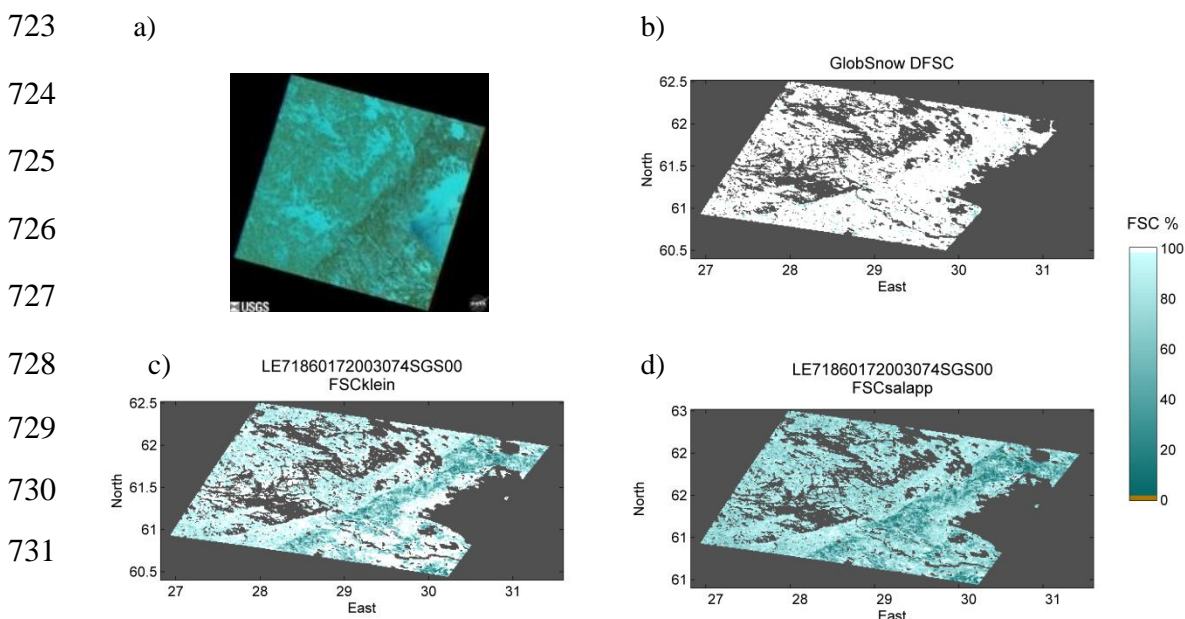 723
724
725
726
727
728
729
730
731
a)
USGS
b)
GlobSnow DFSC
62.5
62
61.5
61
60.5
North
27 28 29 30 31
East
FSC %
100
80
60
40
20
0
c)
LE71860172003074SGS00
FSCklein
62.5
62
61.5
61
60.5
North
27 28 29 30 31
East
d)
LE71860172003074SGS00
FSCsalapp
63
62
62
61
61
North
27 28 29 30 31
East